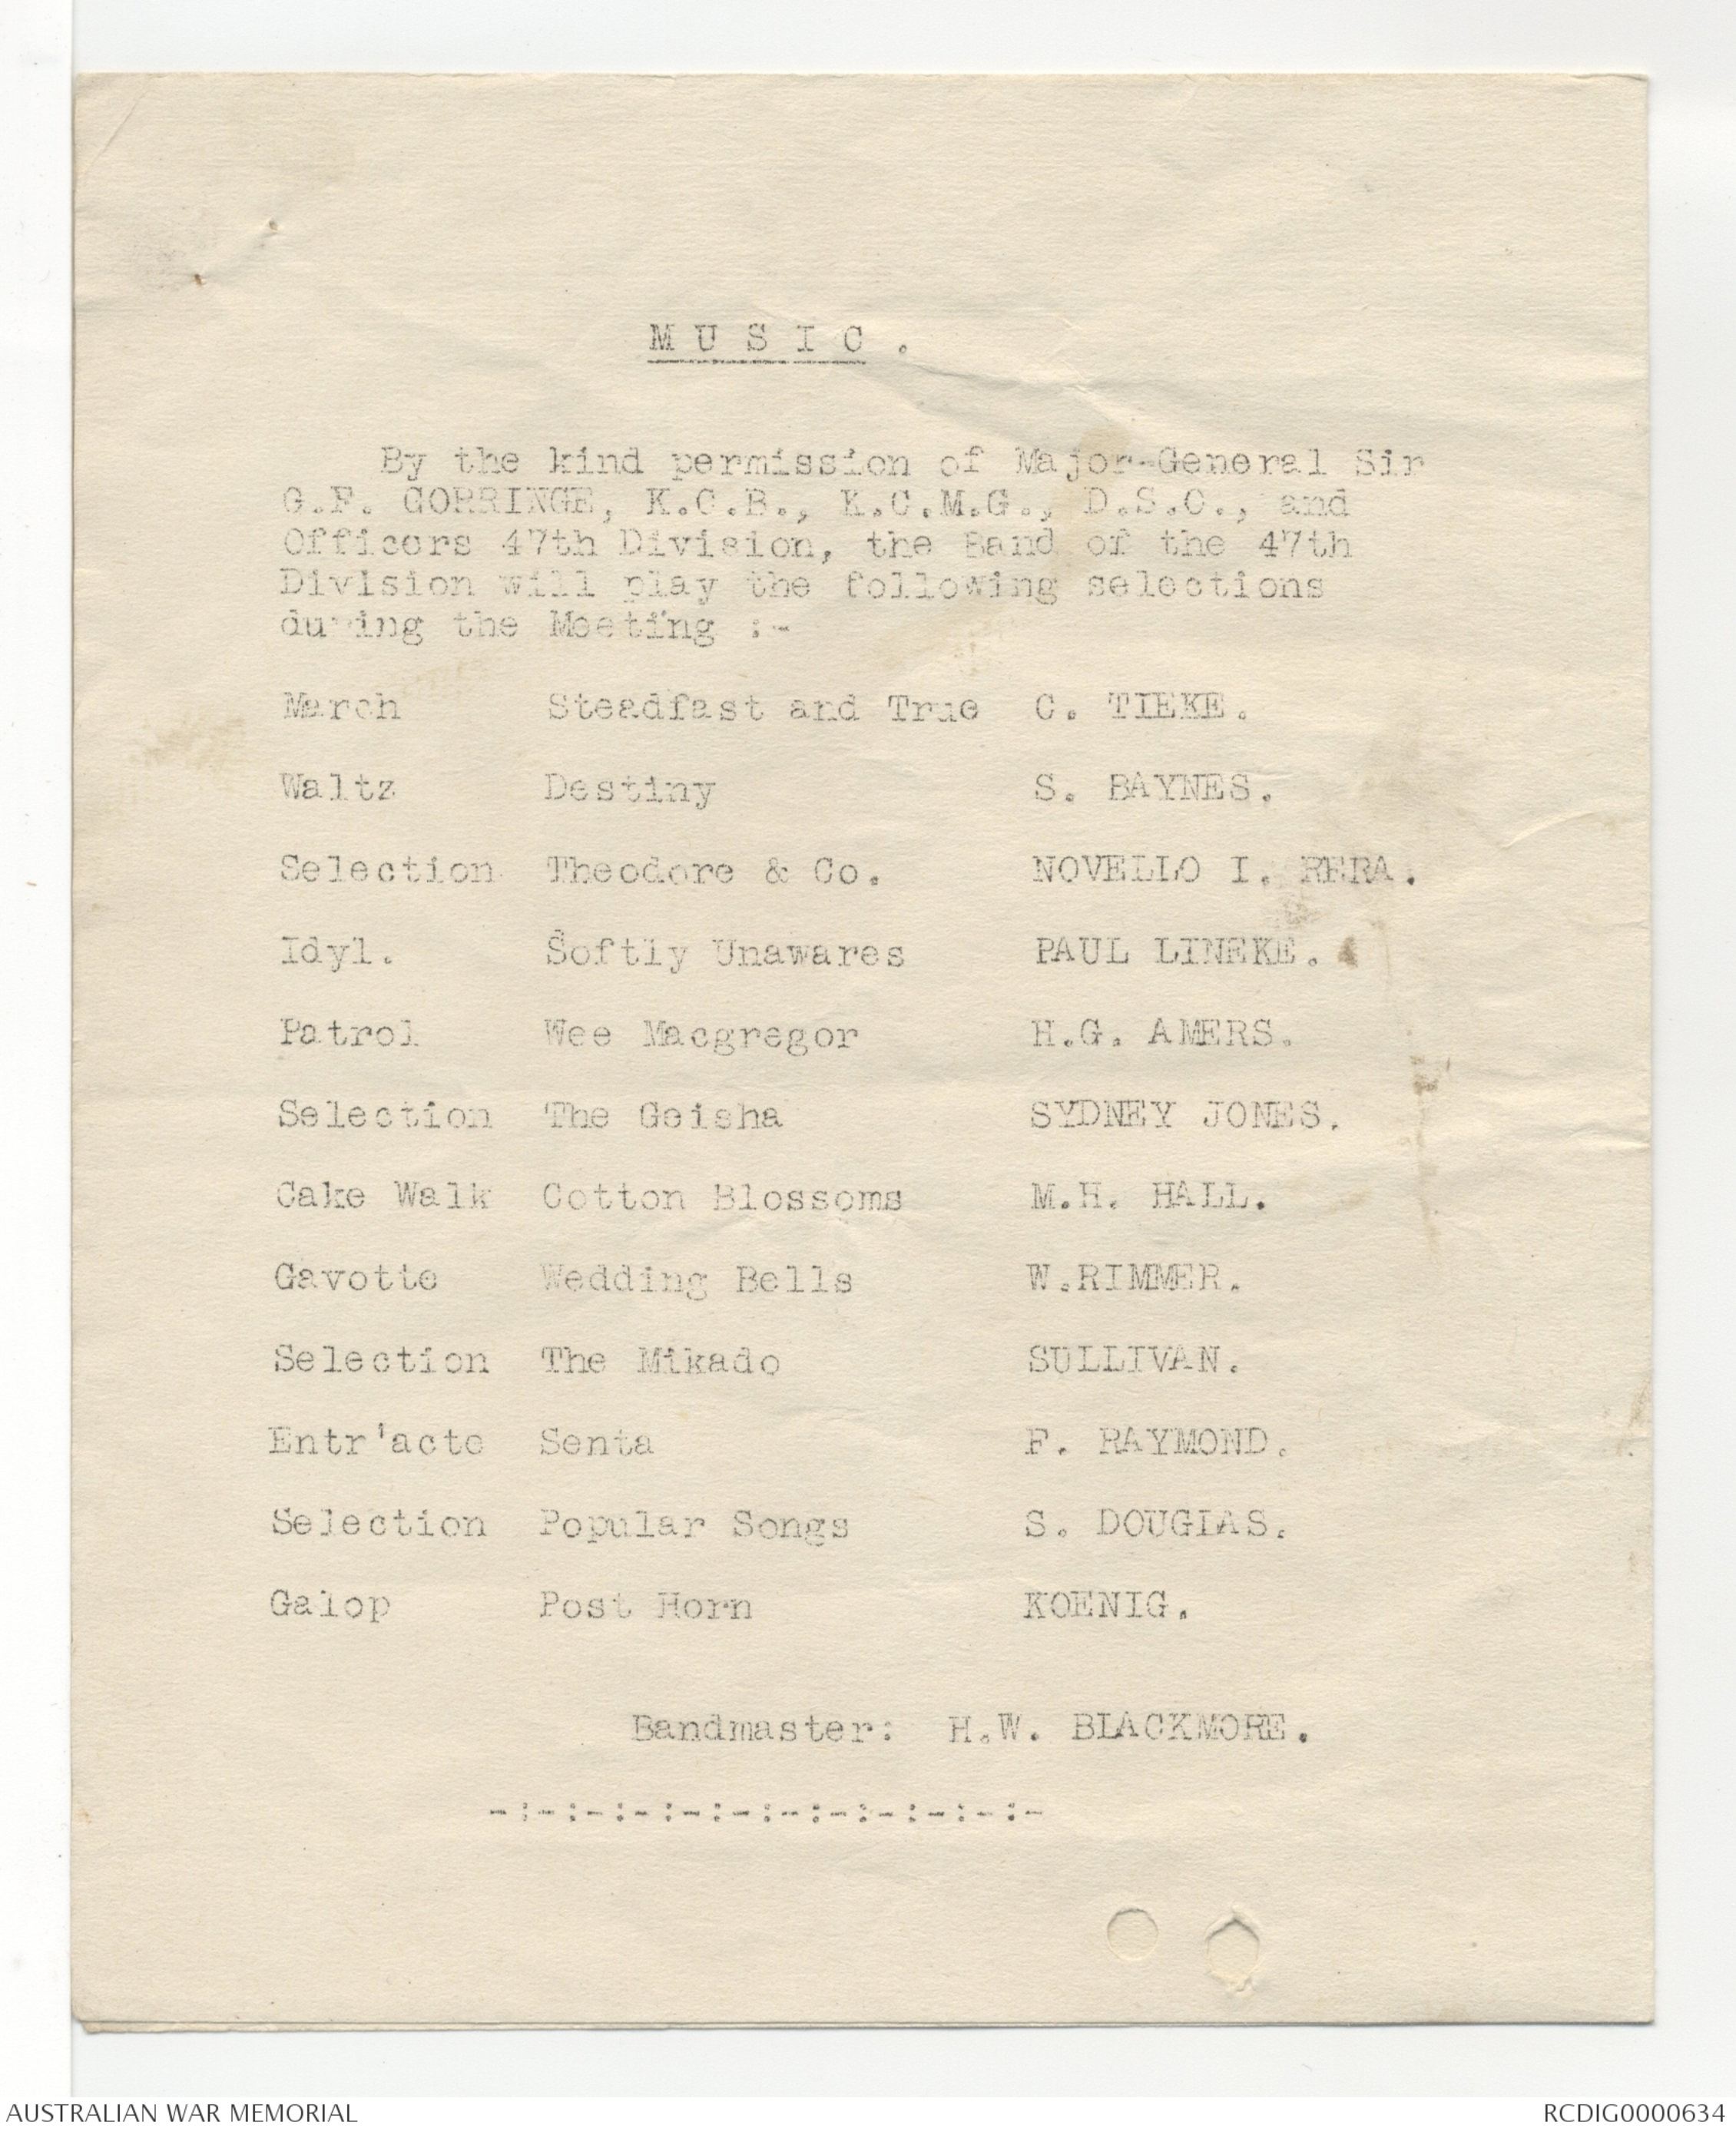 MUSIC.
By the kind permission of Major-General Sir
G.F. GORRINGE, K.C.B., K.C.M.G., D.S.O., and
Officers 47th Division, the Band of the 47th
Division will play the following selections
during the Meeting :-
March Steadfast and True C. TIEKE.
Waltz Destiny S. BAYNES.
Selection Theodore & Co. NOVELLO I. RERA.
Idyl. Softly Unawares PAUL LINEKE.
Patrol Wee Macgregor H.G. AMERS.
Selection The Geisha SYDNEY JONES.
Cake Walk Cotton Blossoms M.H. HALL.
Gavotte Wedding Bells W.RIMMER.
Selection The Mikado SULLIVAN.
Entr'acte Senta F. RAYMOND.
Selection Popular Songs S. DOUGLAS.
Galop Post Horn KOENIG.
Bandmaster: H.W. BLACKMORE.
-:-:-:-:-:-:-:-:-:-:-:-
AUSTRALIAN WAR MEMORIAL RCDIG0000634